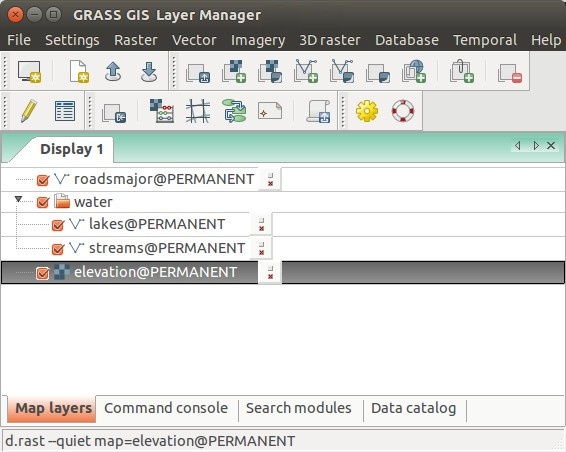 GRASS GIS Layer Manager
File Settings Raster Vector Imagery 3D raster Database Temporal Help
Display 1
roadsmajor@PERMANENT
water
lakes@PERMANENT
streams@PERMANENT
elevation@PERMANENT
Map layers Command console Search modules Data catalog
d.rast --quiet map=elevation@PERMANENT